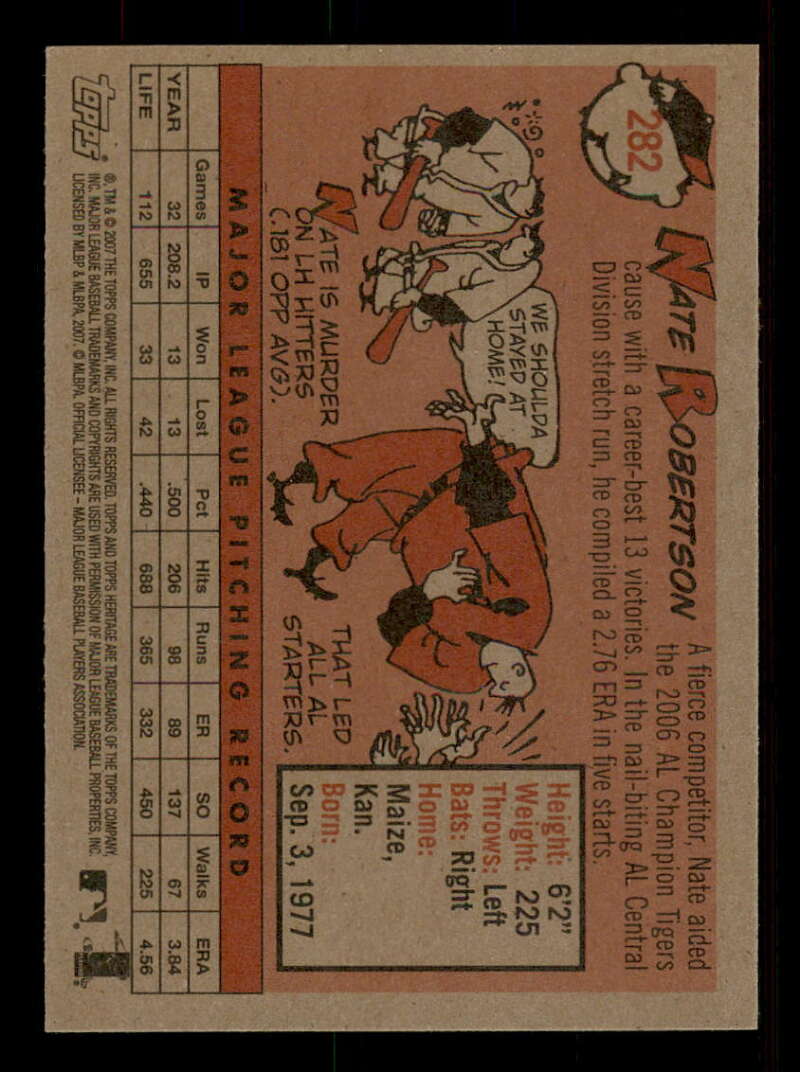 282
NATE ROBERTSON
A fierce competitor, Nate aided
the 2006 AL Champion Tigers
cause with a career-best 13 victories. In the nail-biting AL Central
Division stretch run, he compiled a 2.76 ERA in five starts.
WE SHOULDA
STAYED AT
HOME!
NATE IS MURDER
ON LH HITTERS
(.181 OPP AVG).
THAT LED
ALL AL
STARTERS.
Height: 6'2"
Weight: 225
Throws: Left
Bats: Right
Home:
Maize,
Kan.
Born:
Sep. 3, 1977
MAJOR LEAGUE PITCHING RECORD
Games IP Won Lost Pct Hits Runs ER SO Walks ERA
YEAR 32 208.2 13 13 .500 206 98 89 137 67 3.84
LIFE 112 655 33 42 .440 688 365 332 450 225 4.56
topps®
®, TM & © 2007 THE TOPPS COMPANY, INC. ALL RIGHTS RESERVED. TOPPS AND TOPPS HERITAGE ARE TRADEMARKS OF THE TOPPS COMPANY,
INC. MAJOR LEAGUE BASEBALL TRADEMARKS AND COPYRIGHTS ARE USED WITH PERMISSION OF MAJOR LEAGUE BASEBALL PROPERTIES, INC.
LICENSED BY MLBP & MLBPA, 2007. © MLBPA. OFFICIAL LICENSEE – MAJOR LEAGUE BASEBALL PLAYERS ASSOCIATION.